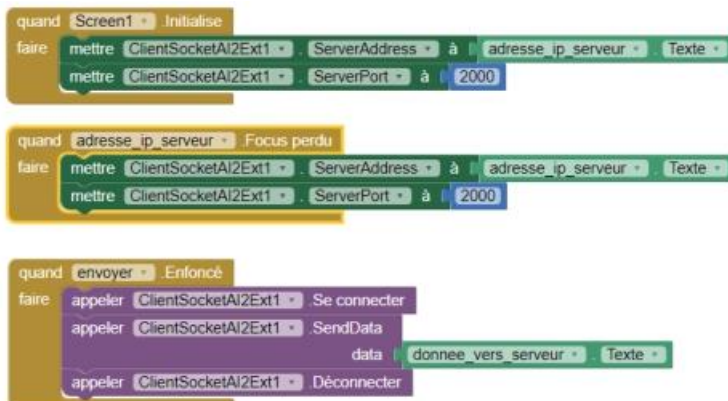 quand Screen1 .Initialise
faire mettre ClientSocketAI2Ext1 . ServerAddress à adresse_ip_serveur . Texte
mettre ClientSocketAI2Ext1 . ServerPort à 2000
quand adresse_ip_serveur .Focus perdu
faire mettre ClientSocketAI2Ext1 . ServerAddress à adresse_ip_serveur . Texte
mettre ClientSocketAI2Ext1 . ServerPort à 2000
quand envoyer .Enfoncé
faire appeler ClientSocketAI2Ext1 .Se connecter
appeler ClientSocketAI2Ext1 .SendData
data donnee_vers_serveur . Texte
appeler ClientSocketAI2Ext1 .Déconnecter